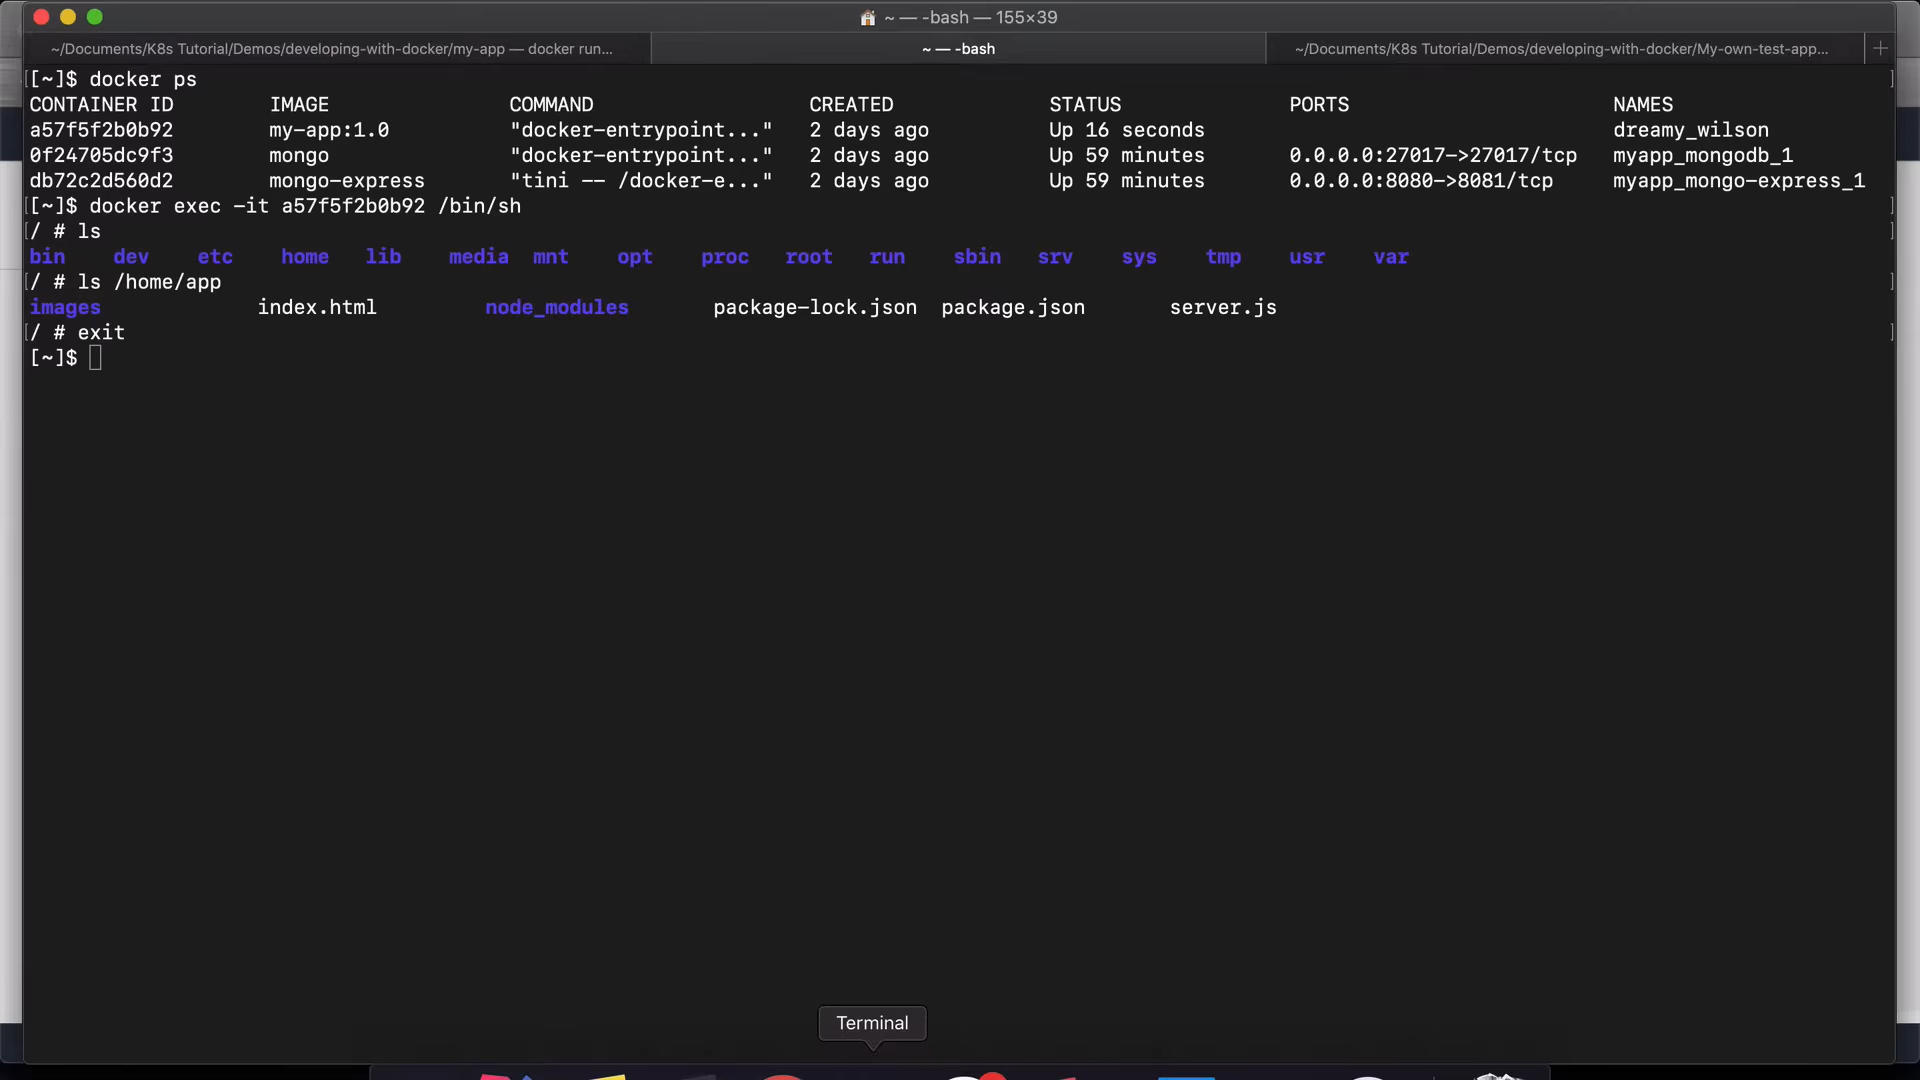 ~ — -bash — 155×39
~/Documents/K8s Tutorial/Demos/developing-with-docker/my-app — docker run... ~ — -bash ~/Documents/K8s Tutorial/Demos/developing-with-docker/My-own-test-app... +
[[~]$ docker ps ]
CONTAINER ID IMAGE COMMAND CREATED STATUS PORTS NAMES
a57f5f2b0b92 my-app:1.0 "docker-entrypoint..." 2 days ago Up 16 seconds dreamy_wilson
0f24705dc9f3 mongo "docker-entrypoint..." 2 days ago Up 59 minutes 0.0.0.0:27017->27017/tcp myapp_mongodb_1
db72c2d560d2 mongo-express "tini -- /docker-e..." 2 days ago Up 59 minutes 0.0.0.0:8080->8081/tcp myapp_mongo-express_1
[[~]$ docker exec -it a57f5f2b0b92 /bin/sh ]
[/ # ls ]
bin dev etc home lib media mnt opt proc root run sbin srv sys tmp usr var
[/ # ls /home/app ]
images index.html node_modules package-lock.json package.json server.js
[/ # exit ]
[~]$
Terminal